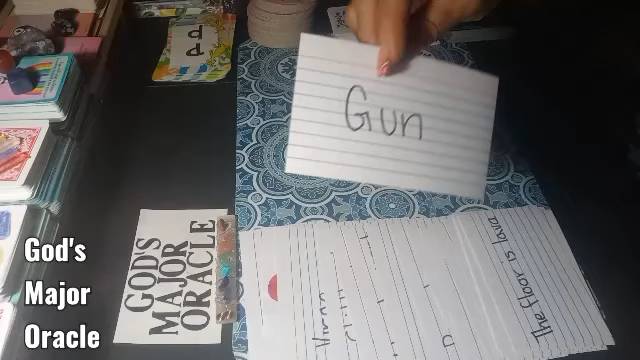 Gun
GOD'S
MAJOR
ORACLE
The floor is lava
God's
Major
Oracle